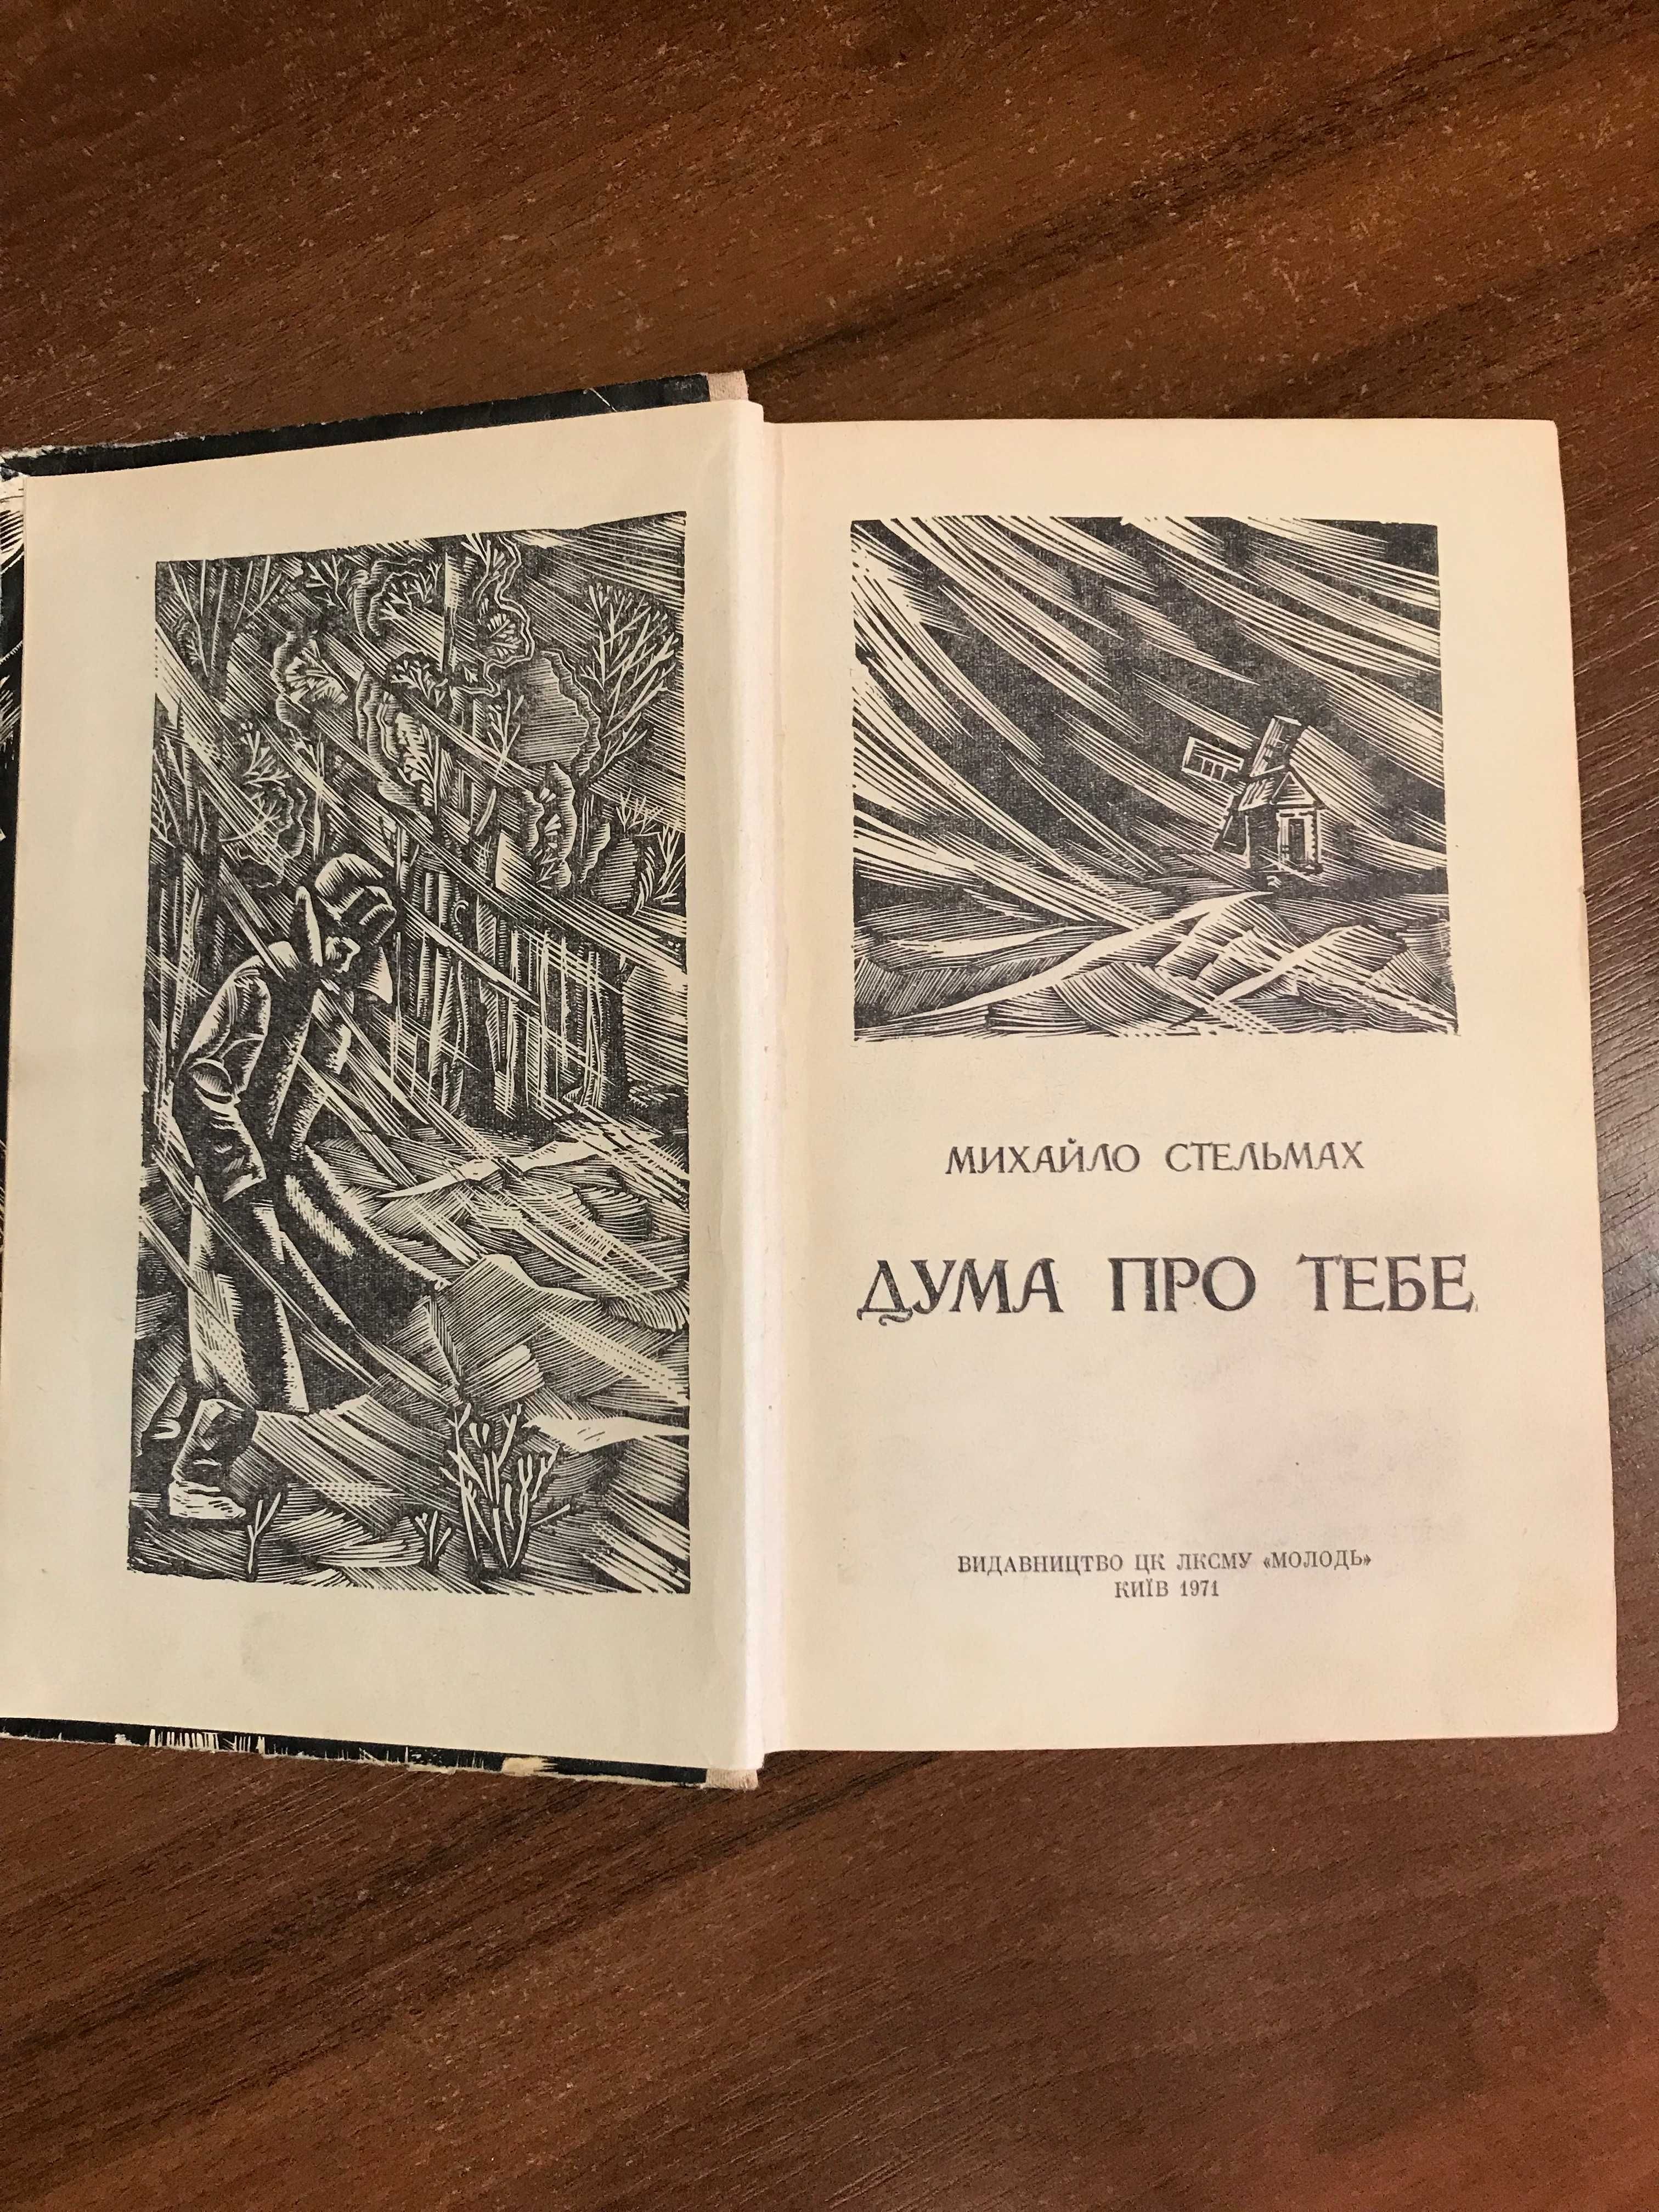 МИХАЙЛО СТЕЛЬМАХ
ДУМА ПРО ТЕБЕ
ВИДАВНИЦТВО ЦК ЛКСМУ «МОЛОДЬ»
КИЇВ 1971